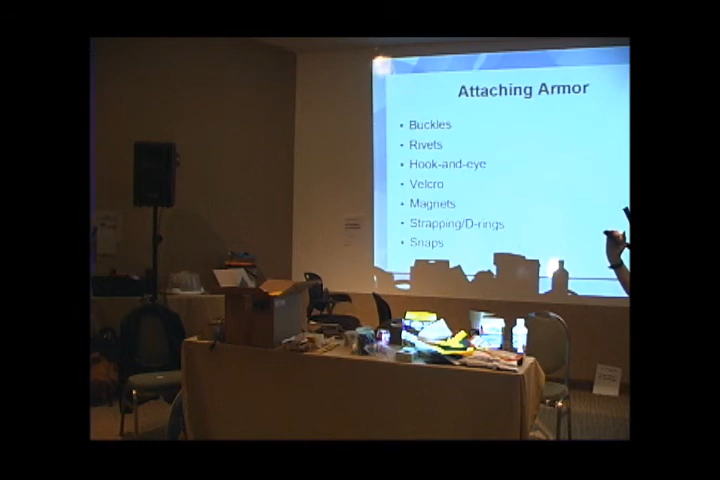 Attaching Armor
• Buckles
• Rivets
• Hook-and-eye
• Velcro
• Magnets
• Strapping/D-rings
• Snaps